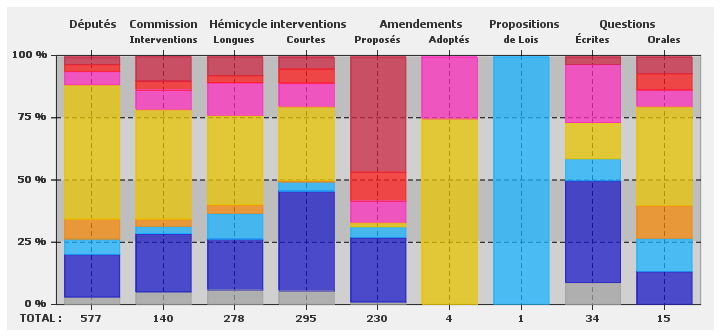 Députés Commission Hémicycle interventions Amendements Propositions Questions
Interventions Longues Courtes Proposés Adoptés de Lois Écrites Orales
100 %
75 %
50 %
25 %
0 %
TOTAL : 577 140 278 295 230 4 1 34 15